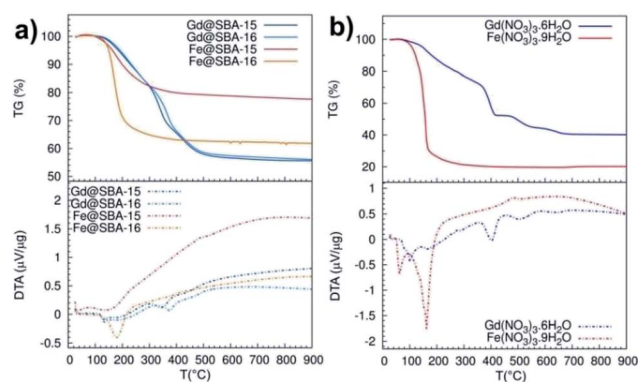 a)
Gd@SBA-15
Gd@SBA-16
Fe@SBA-15
Fe@SBA-16
TG (%)
100
90
80
70
60
50
Gd@SBA-15
Gd@SBA-16
Fe@SBA-15
Fe@SBA-16
DTA (μV/μg)
2
1.5
1
0.5
0
-0.5
0 100 200 300 400 500 600 700 800 900
T(°C)
b)
Gd(NO3)3.6H2O
Fe(NO3)3.9H2O
TG (%)
100
80
60
40
20
DTA (μV/μg)
1
0.5
0
-0.5
-1
-1.5
-2
Gd(NO3)3.6H2O
Fe(NO3)3.9H2O
0 100 200 300 400 500 600 700 800 900
T(°C)